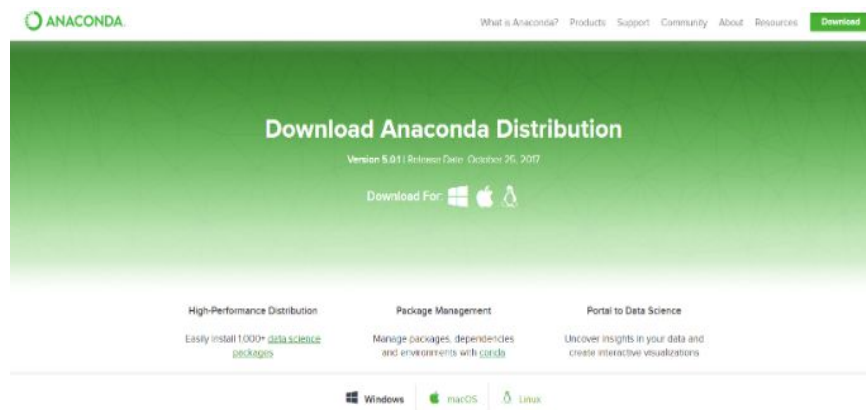 ANACONDA
What is Anaconda? Products Support Community About Resources Download
Download Anaconda Distribution
Version 5.0.1 | Release Date: October 25, 2017
Download For:
High-Performance Distribution
Easily install 1,000+ data science
packages
Package Management
Manage packages, dependencies
and environments with conda
Portal to Data Science
Uncover insights in your data and
create interactive visualizations
Windows macOS Linux